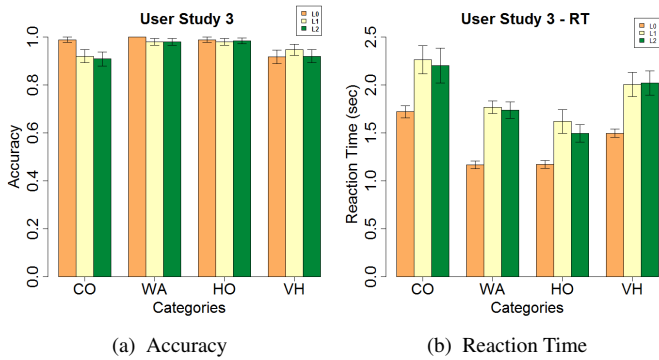 User Study 3
L0
L1
L2
Accuracy
0.0 0.2 0.4 0.6 0.8 1.0
CO WA HO VH
Categories
(a) Accuracy
User Study 3 - RT
L0
L1
L2
Reaction Time (sec)
0.0 0.5 1.0 1.5 2.0 2.5
CO WA HO VH
Categories
(b) Reaction Time